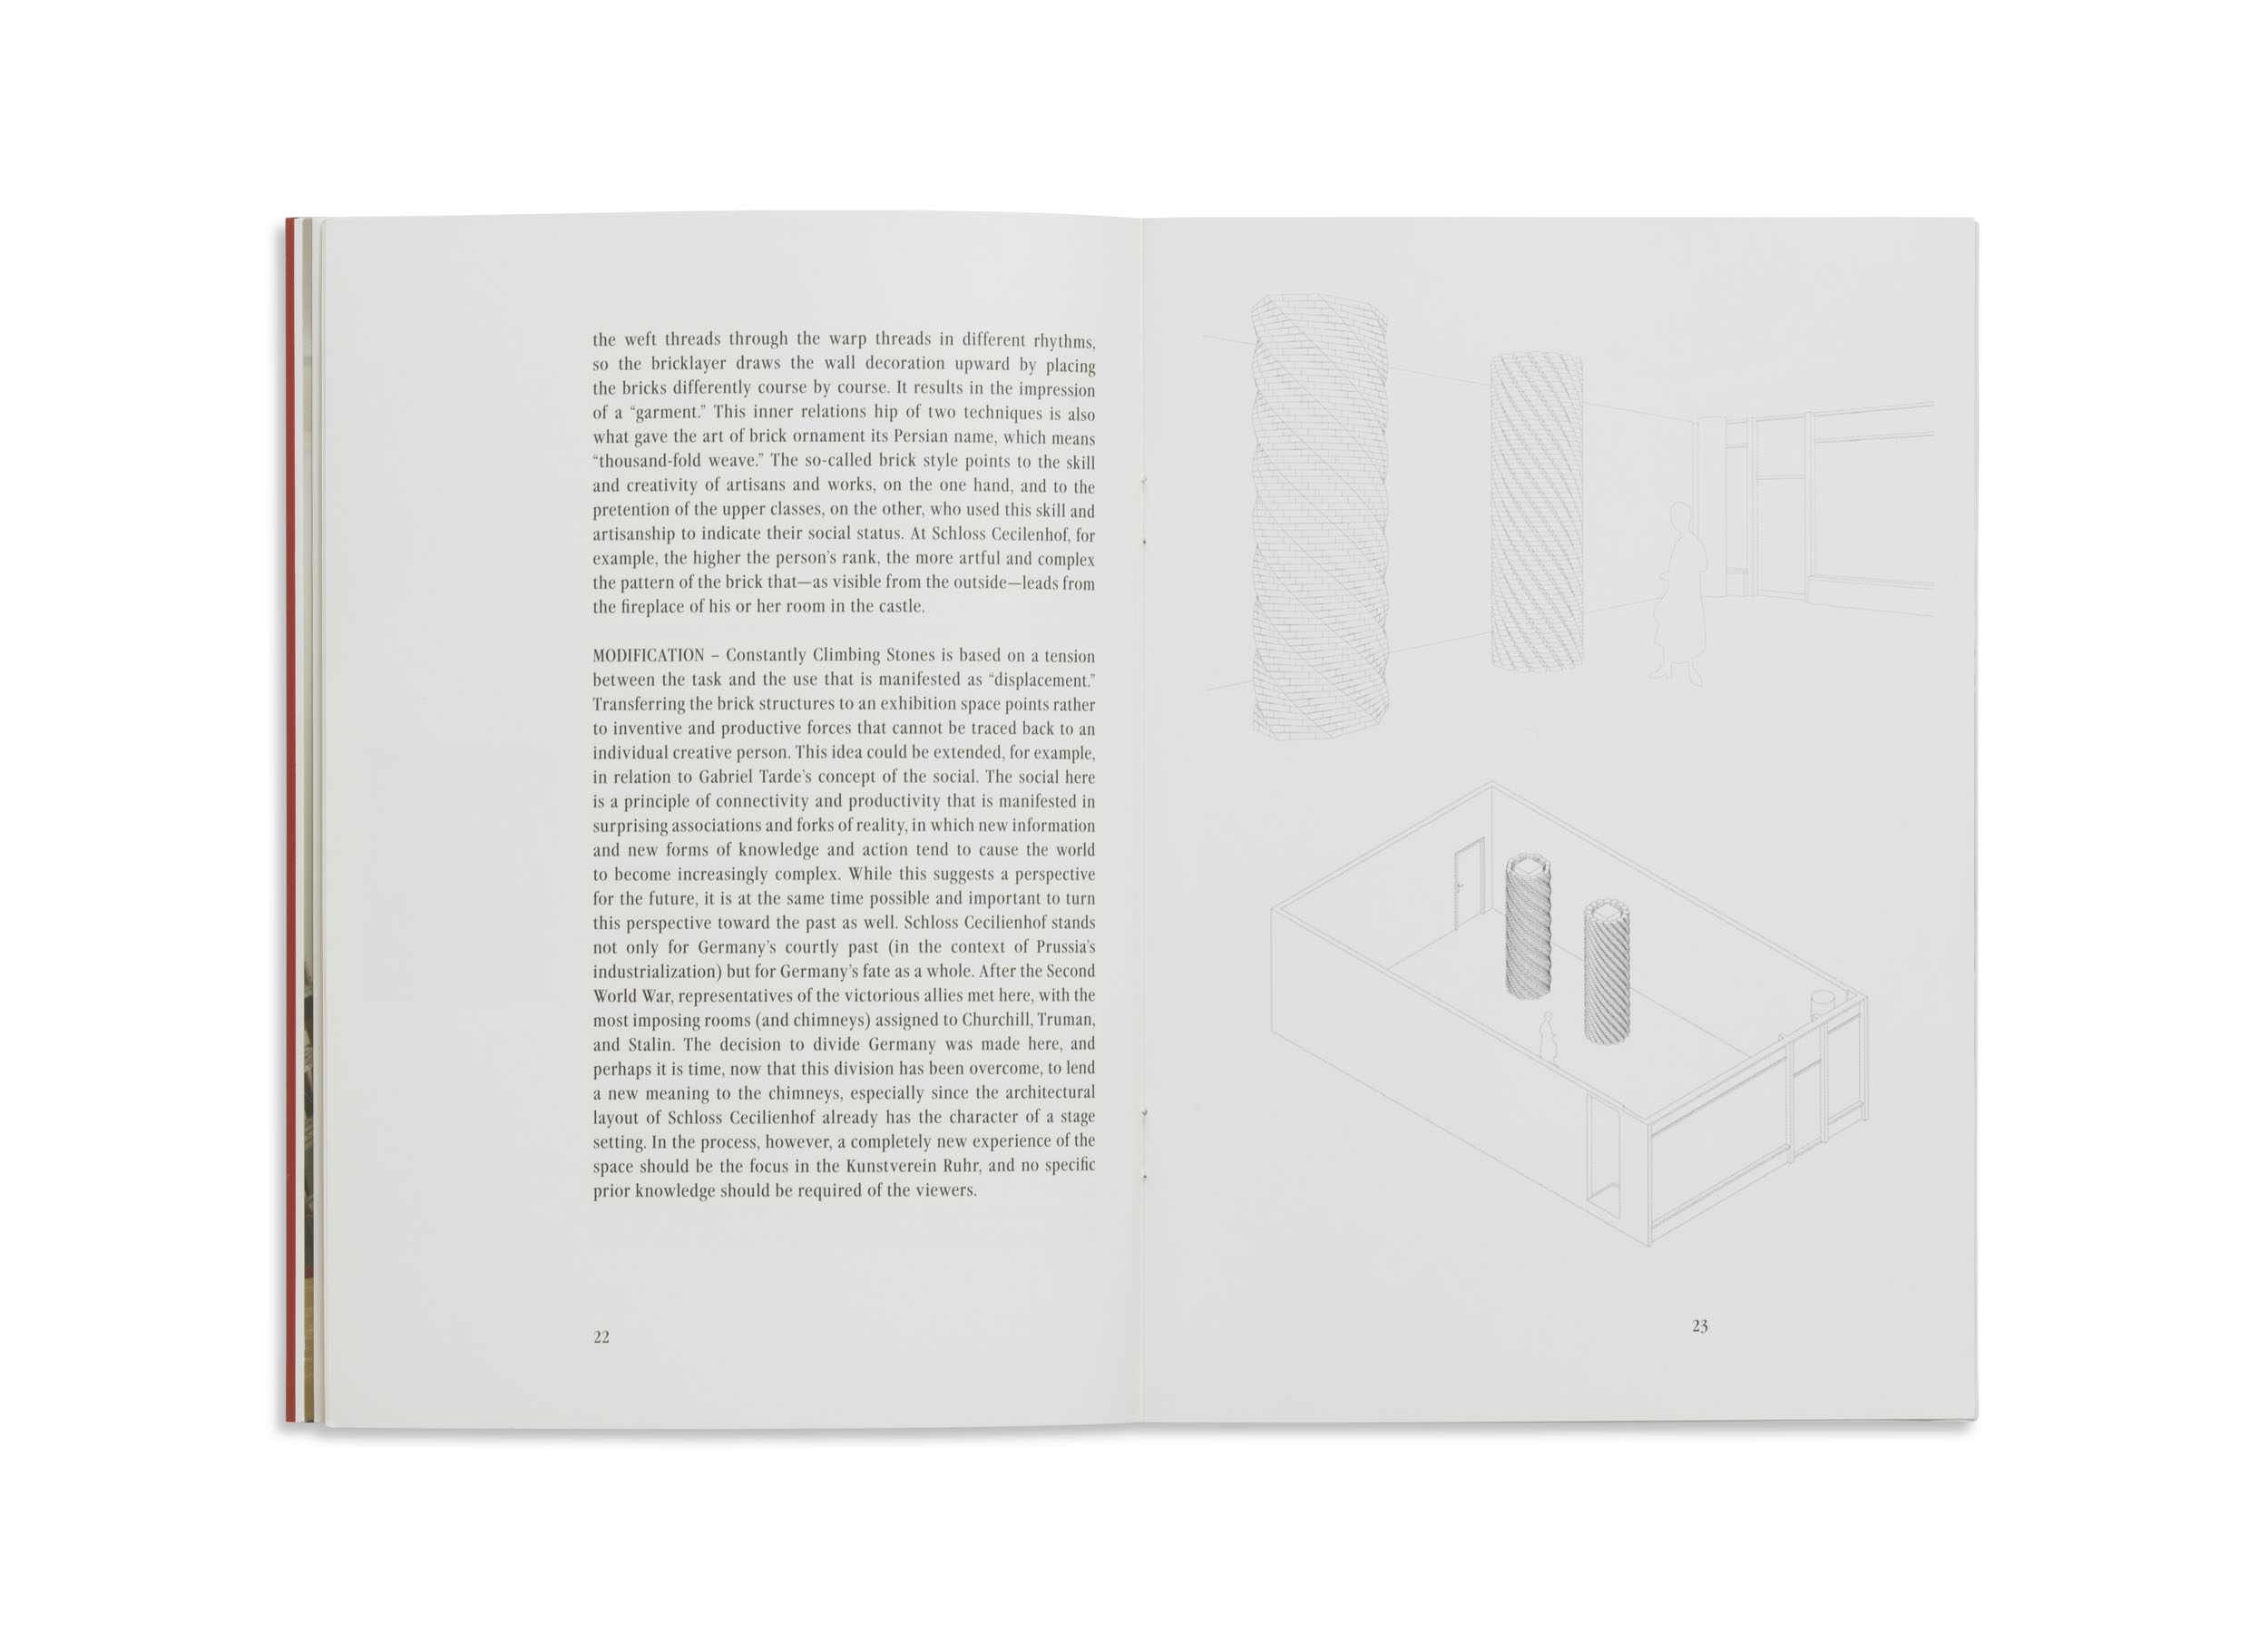 the weft threads through the warp threads in different rhythms,
so the bricklayer draws the wall decoration upward by placing
the bricks differently course by course. It results in the impression
of a “garment.” This inner relations hip of two techniques is also
what gave the art of brick ornament its Persian name, which means
“thousand-fold weave.” The so-called brick style points to the skill
and creativity of artisans and works, on the one hand, and to the
pretention of the upper classes, on the other, who used this skill and
artisanship to indicate their social status. At Schloss Cecilenhof, for
example, the higher the person’s rank, the more artful and complex
the pattern of the brick that—as visible from the outside—leads from
the fireplace of his or her room in the castle.
MODIFICATION – Constantly Climbing Stones is based on a tension
between the task and the use that is manifested as “displacement.”
Transferring the brick structures to an exhibition space points rather
to inventive and productive forces that cannot be traced back to an
individual creative person. This idea could be extended, for example,
in relation to Gabriel Tarde’s concept of the social. The social here
is a principle of connectivity and productivity that is manifested in
surprising associations and forks of reality, in which new information
and new forms of knowledge and action tend to cause the world
to become increasingly complex. While this suggests a perspective
for the future, it is at the same time possible and important to turn
this perspective toward the past as well. Schloss Cecilienhof stands
not only for Germany’s courtly past (in the context of Prussia’s
industrialization) but for Germany’s fate as a whole. After the Second
World War, representatives of the victorious allies met here, with the
most imposing rooms (and chimneys) assigned to Churchill, Truman,
and Stalin. The decision to divide Germany was made here, and
perhaps it is time, now that this division has been overcome, to lend
a new meaning to the chimneys, especially since the architectural
layout of Schloss Cecilienhof already has the character of a stage
setting. In the process, however, a completely new experience of the
space should be the focus in the Kunstverein Ruhr, and no specific
prior knowledge should be required of the viewers.
22
23